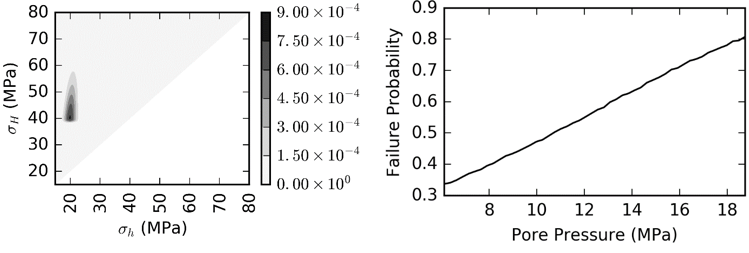 80
70
60
50
40
30
20
σH (MPa)
20 30 40 50 60 70 80
σh (MPa)
9.00 × 10⁻⁴
7.50 × 10⁻⁴
6.00 × 10⁻⁴
4.50 × 10⁻⁴
3.00 × 10⁻⁴
1.50 × 10⁻⁴
0.00 × 10⁰
Failure Probability
0.9
0.8
0.7
0.6
0.5
0.4
0.3
8 10 12 14 16 18
Pore Pressure (MPa)